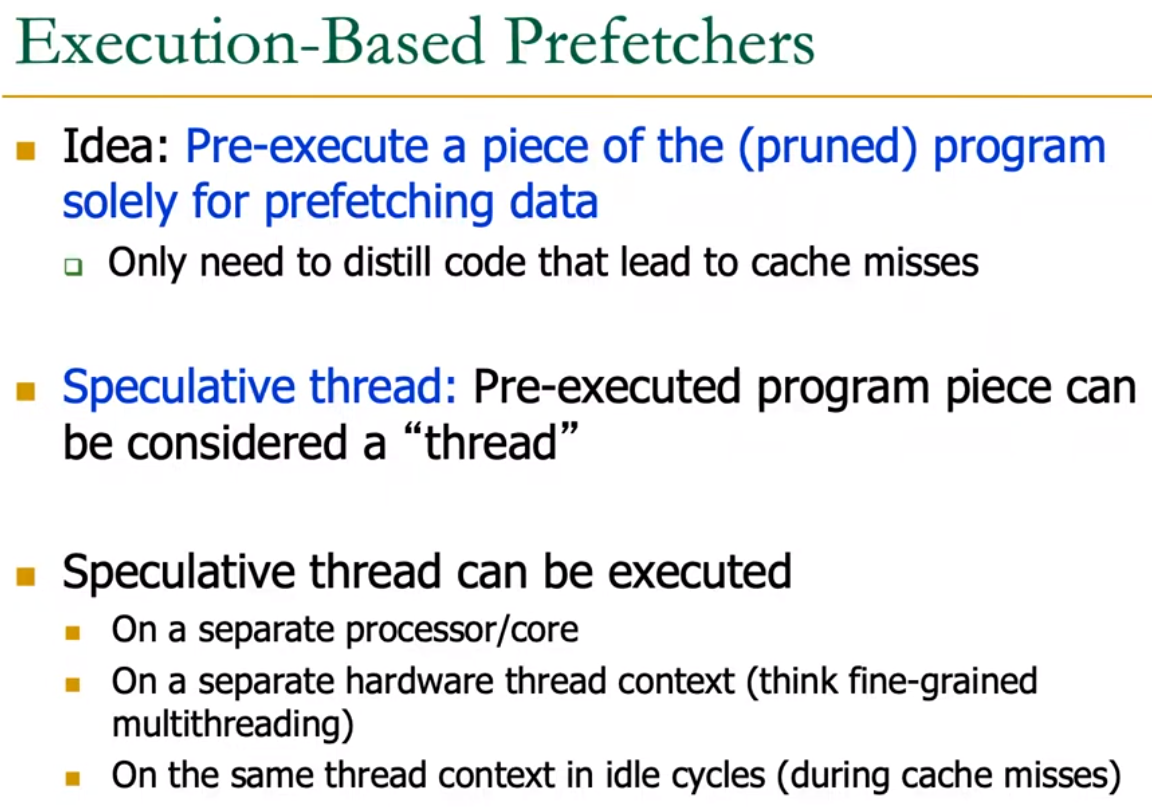 Execution-Based Prefetchers
Idea: Pre-execute a piece of the (pruned) program
solely for prefetching data
Only need to distill code that lead to cache misses
Speculative thread: Pre-executed program piece can
be considered a “thread”
Speculative thread can be executed
On a separate processor/core
On a separate hardware thread context (think fine-grained
multithreading)
On the same thread context in idle cycles (during cache misses)